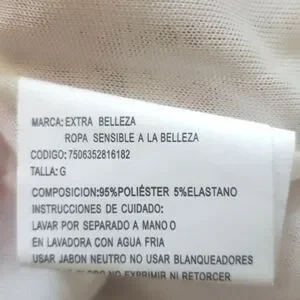 MARCA: EXTRA BELLEZA
ROPA SENSIBLE A LA BELLEZA
CODIGO: 7506352816182
TALLA: G
COMPOSICION:95%POLIÉSTER 5%ELASTANO
INSTRUCCIONES DE CUIDADO:
LAVAR POR SEPARADO A MANO O
EN LAVADORA CON AGUA FRIA
USAR JABON NEUTRO NO USAR BLANQUEADORES
NO EXPRIMIR NI RETORCER